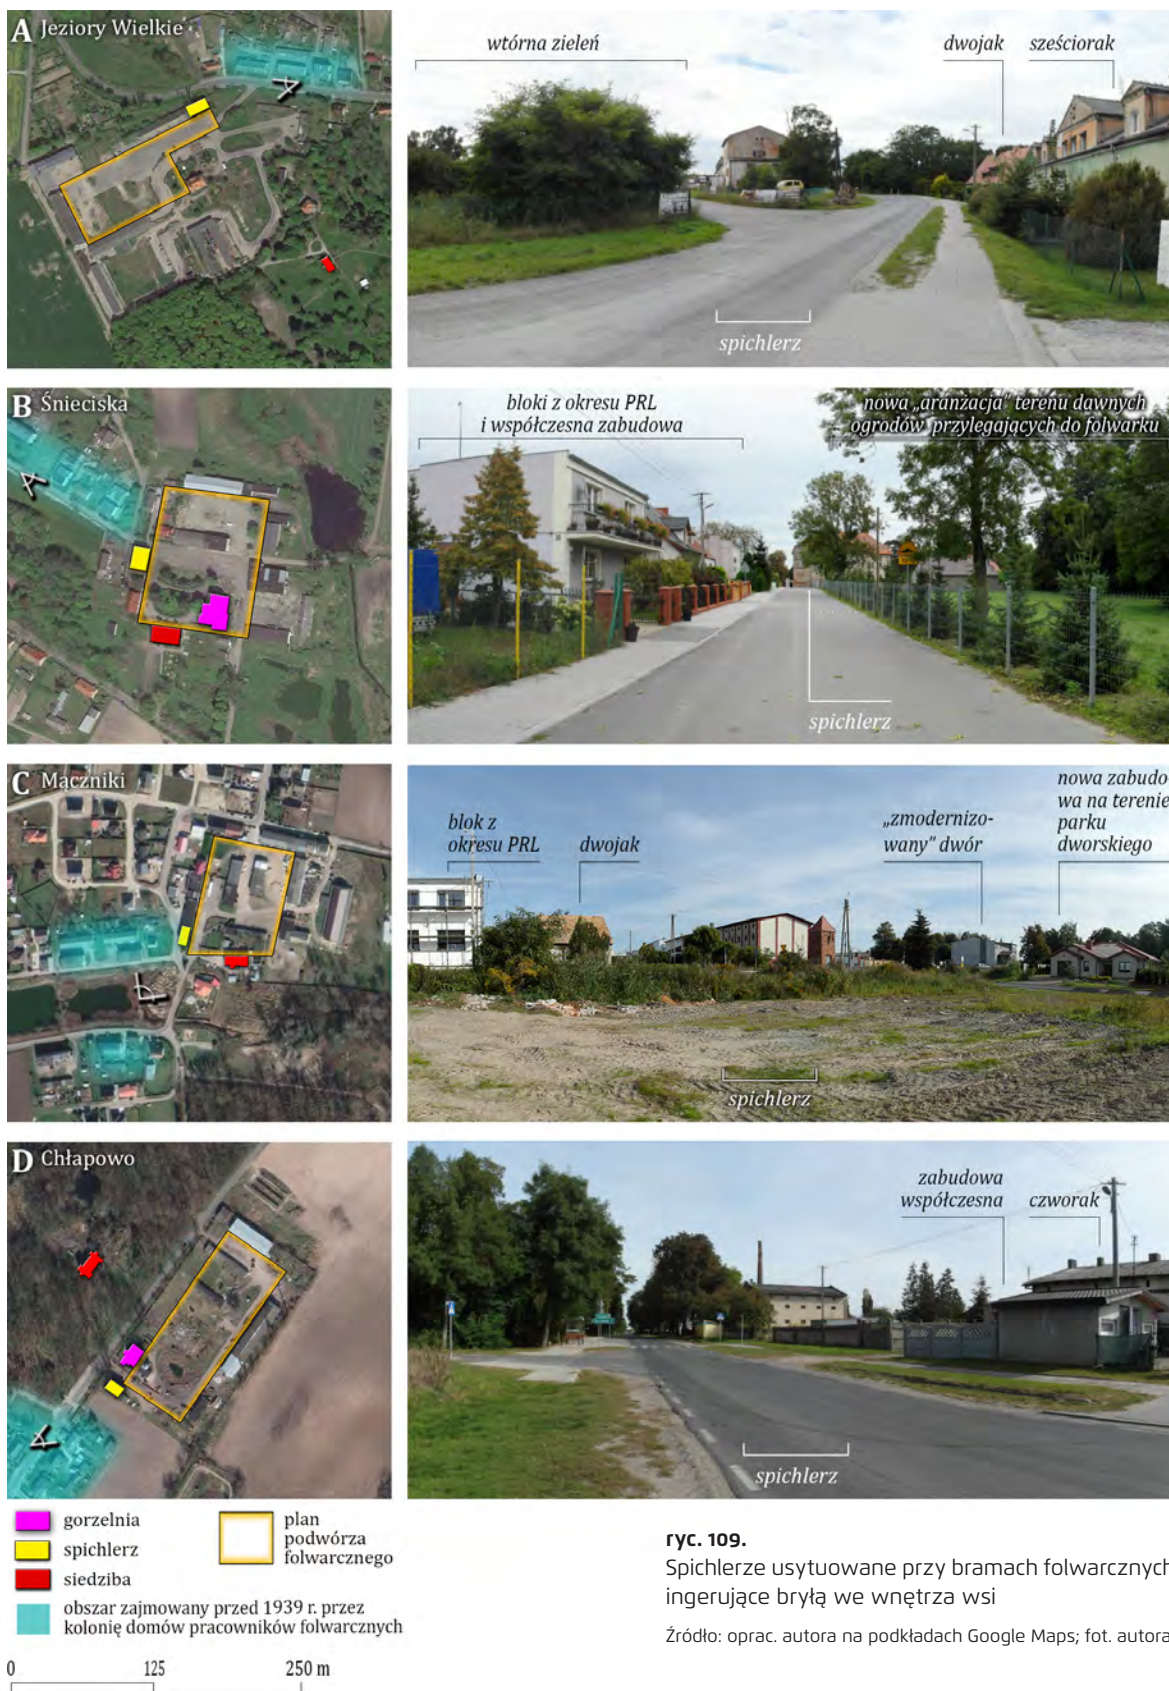 A Jeziory Wielkie
wtórna zieleń
dwojak
sześciorak
spichlerz
B Śnieciska
bloki z okresu PRL
i współczesna zabudowa
nowa „aranżacja” terenu dawnych
ogrodów przylegających do folwarku
spichlerz
C Mączniki
blok z
okresu PRL
dwojak
„zmodernizo-
wany” dwór
nowa zabudo-
wa na terenie
parku
dworskiego
spichlerz
D Chłapowo
zabudowa
współczesna
czworak
spichlerz
gorzelnia
spichlerz
siedziba
obszar zajmowany przed 1939 r. przez
kolonię domów pracowników folwarcznych
plan
podwórza
folwarcznego
0 125 250 m
ryc. 109.
Spichlerze usytuowane przy bramach folwarcznych
ingerujące bryłą we wnętrza wsi
Źródło: oprac. autora na podkładach Google Maps; fot. autora